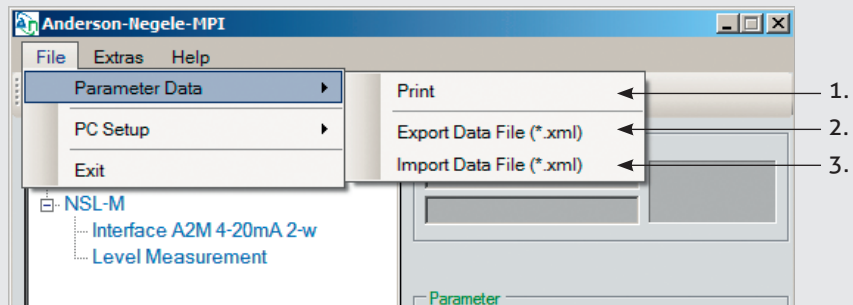 Anderson-Negele-MPI
File Extras Help
Parameter Data
Print
1.
PC Setup
Export Data File (*.xml)
2.
Exit
Import Data File (*.xml)
3.
NSL-M
Interface A2M 4-20mA 2-w
Level Measurement
Parameter